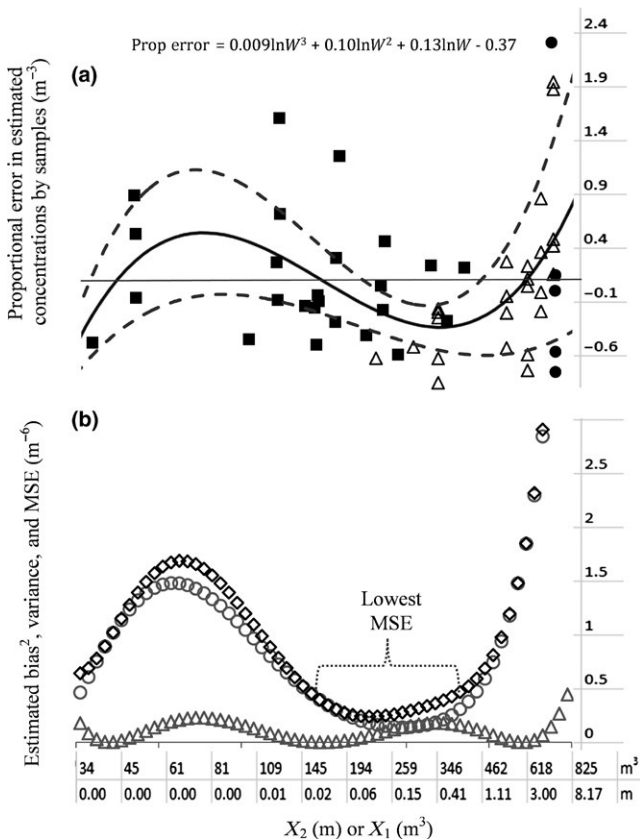 2.4
Prop error = 0.009lnW³ + 0.10lnW² + 0.13lnW - 0.37
(a)
1.9
1.4
0.9
0.4
−0.1
−0.6
Proportional error in estimated
concentrations by samples (m⁻³)
(b)
2.5
2
1.5
1
0.5
0
Estimated bias², variance, and MSE (m⁻⁶)
Lowest
MSE
34 45 61 81 109 145 194 259 346 462 618 825 m³
0.00 0.00 0.00 0.00 0.01 0.02 0.06 0.15 0.41 1.11 3.00 8.17 m
X₂ (m) or X₁ (m³)